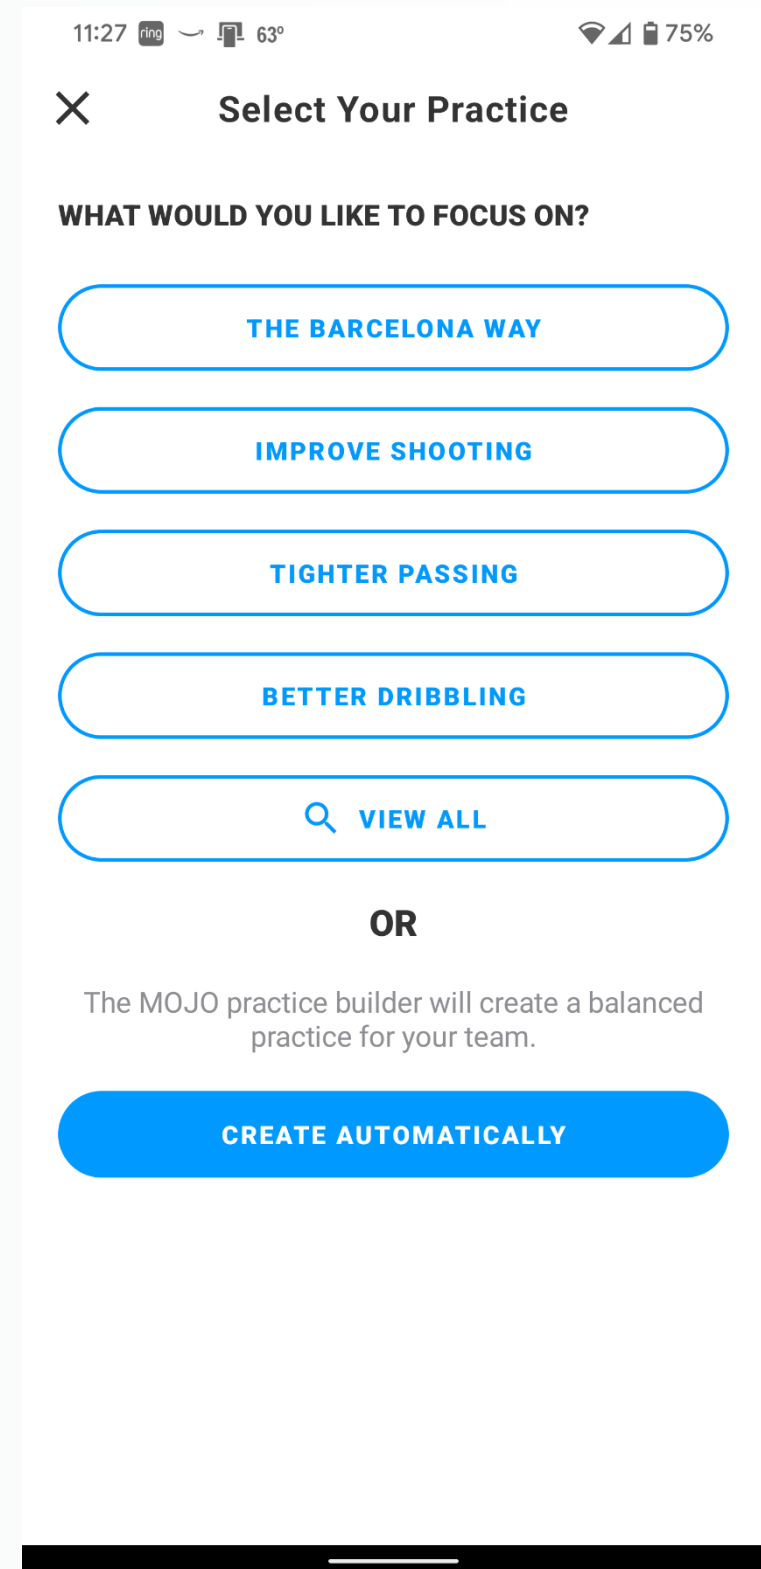 11:27 ring 63º 75%
Select Your Practice
WHAT WOULD YOU LIKE TO FOCUS ON?
THE BARCELONA WAY
IMPROVE SHOOTING
TIGHTER PASSING
BETTER DRIBBLING
VIEW ALL
OR
The MOJO practice builder will create a balanced
practice for your team.
CREATE AUTOMATICALLY